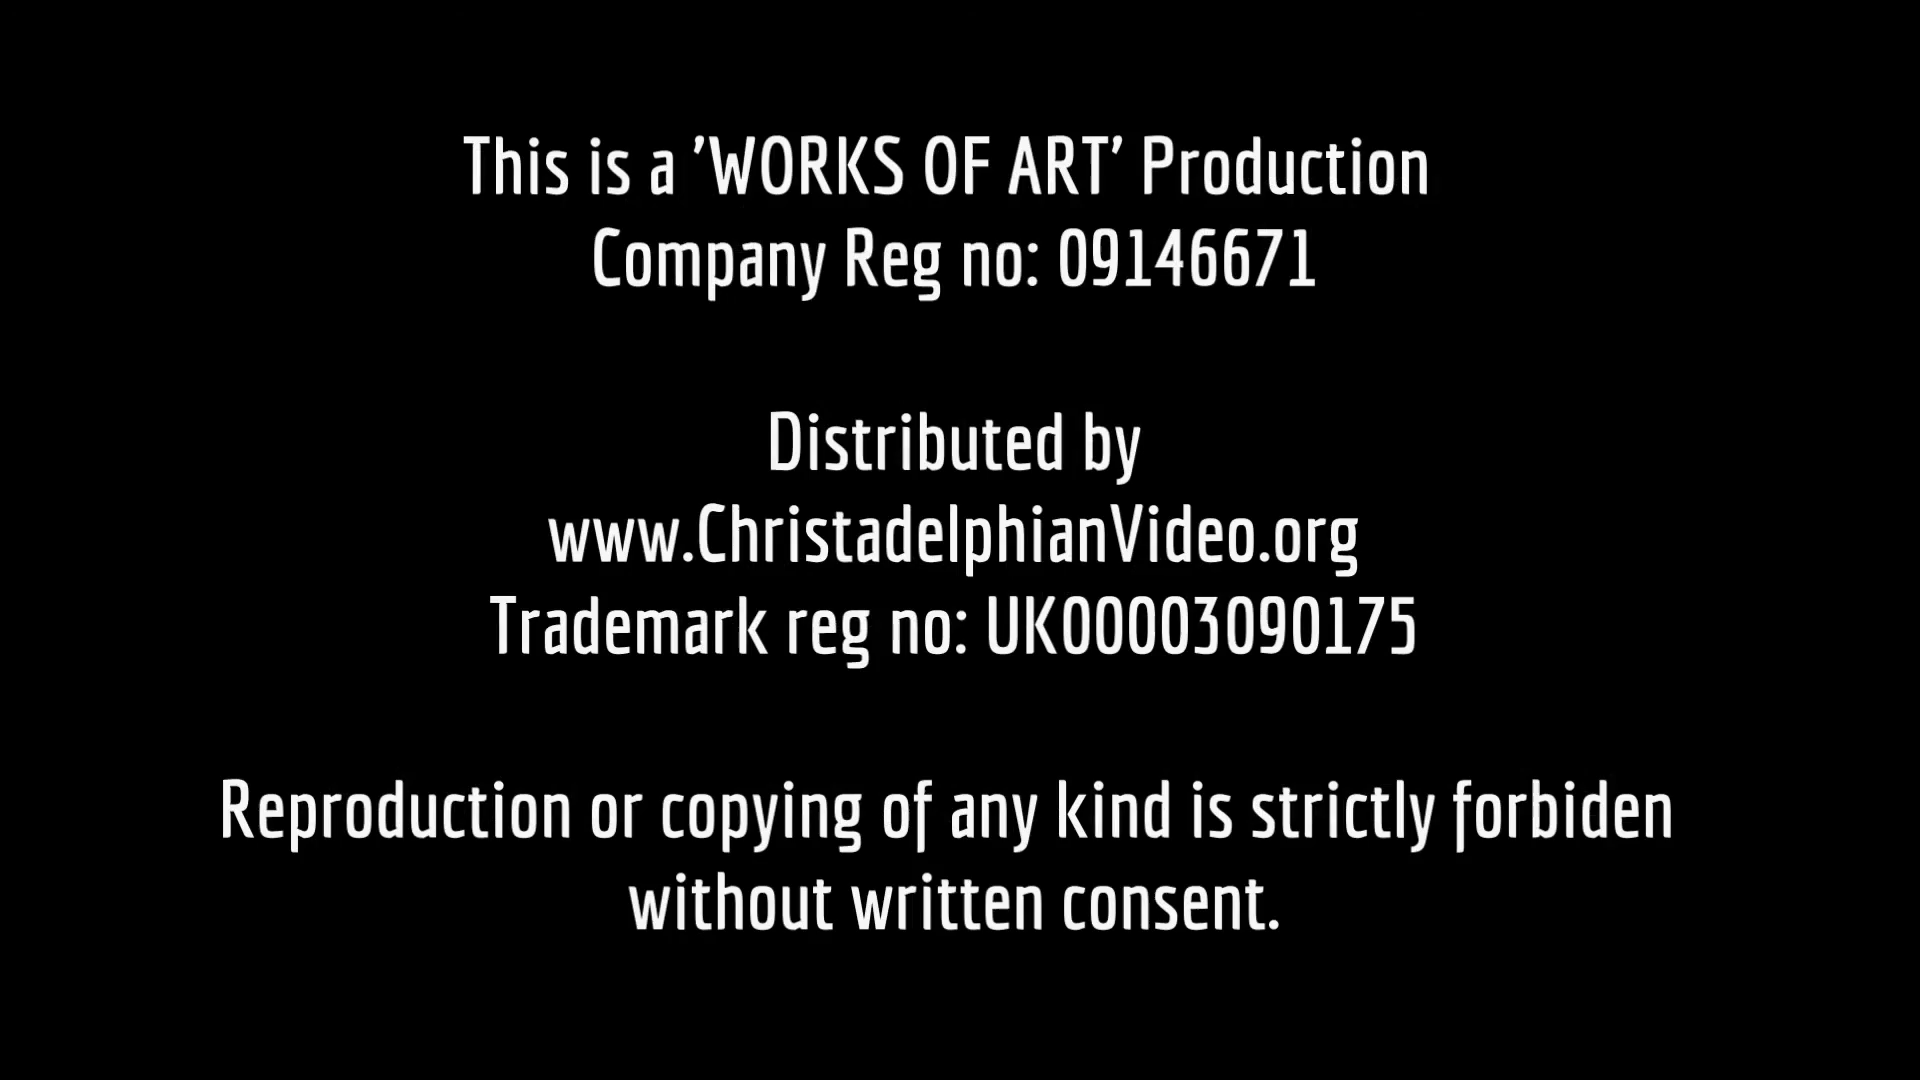 This is a ’WORKS OF ART’ Production
Company Reg no: 09146671
Distributed by
www.ChristadelphianVideo.org
Trademark reg no: UK00003090175
Reproduction or copying of any kind is strictly forbiden
without written consent.